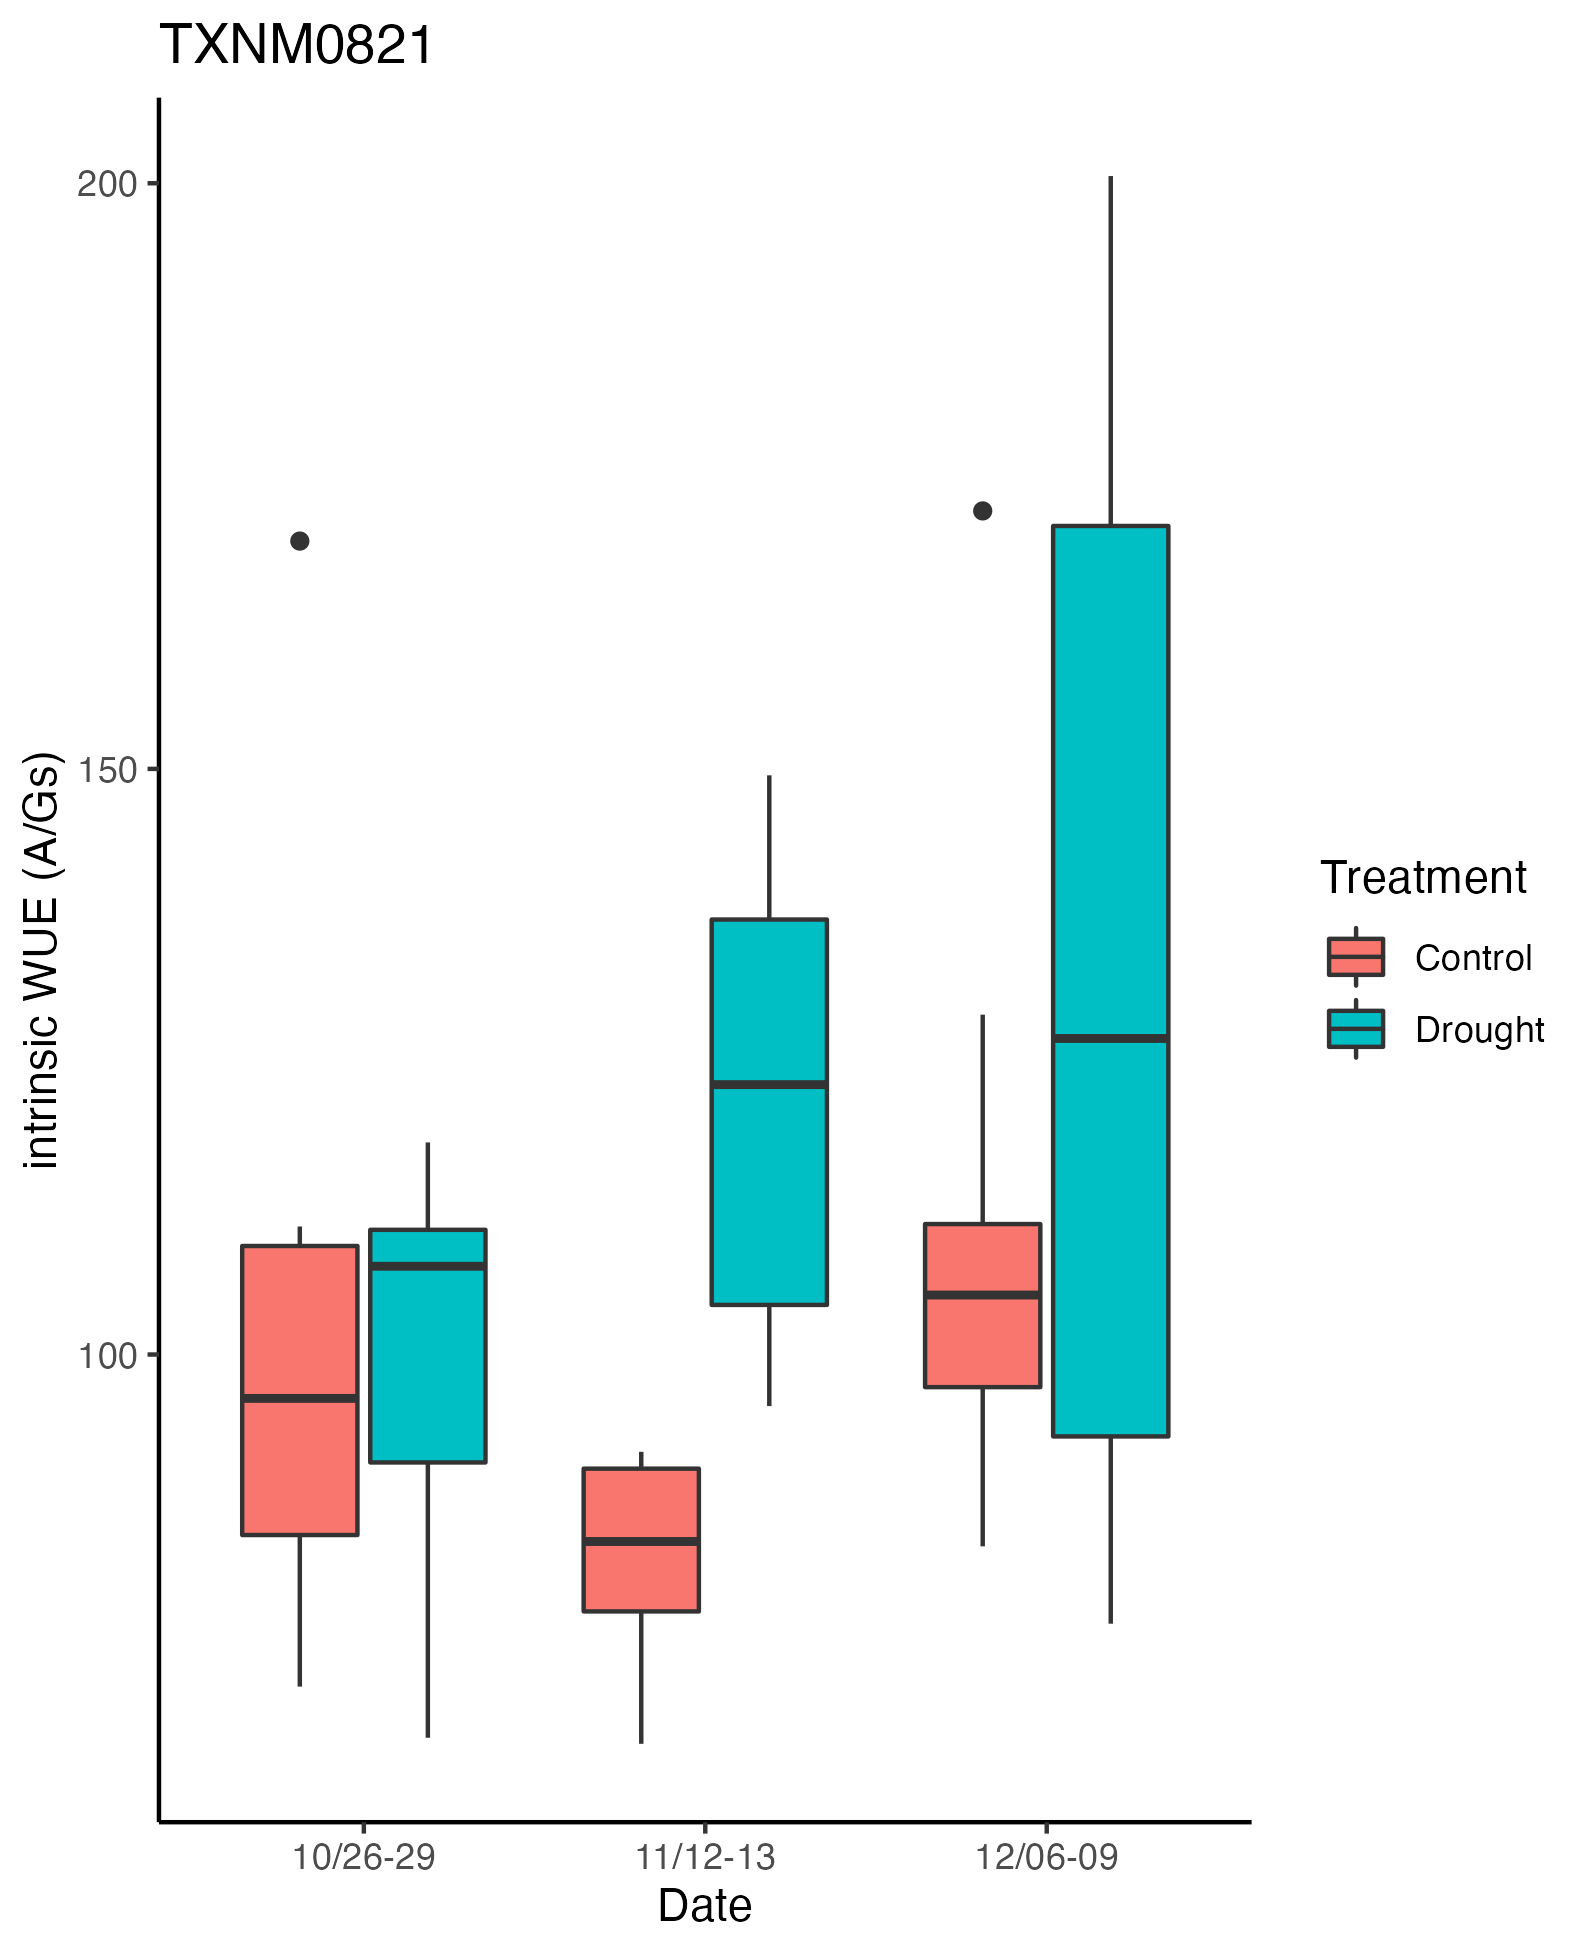 TXNM0821
200
150
100
intrinsic WUE (A/Gs)
10/26-29
11/12-13
12/06-09
Date
Treatment
Control
Drought